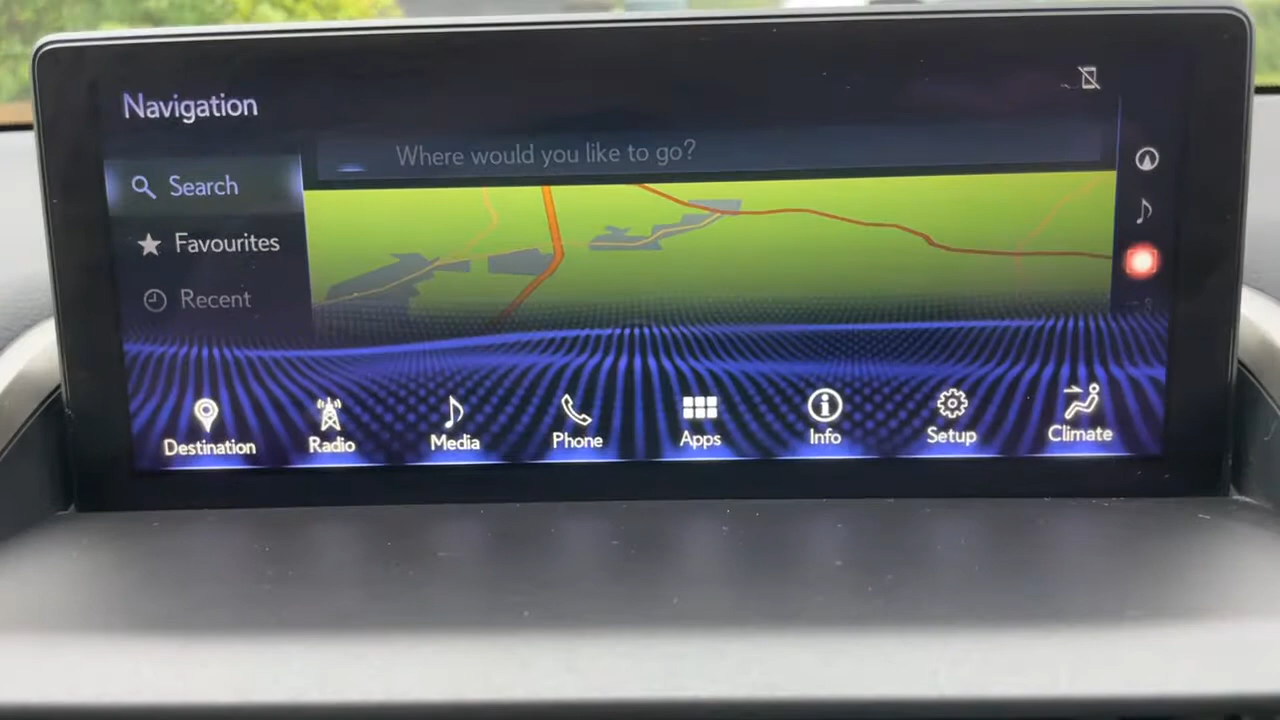 Navigation
Where would you like to go?
Search
Favourites
Recent
Destination
Radio
Media
Phone
Apps
Info
Setup
Climate